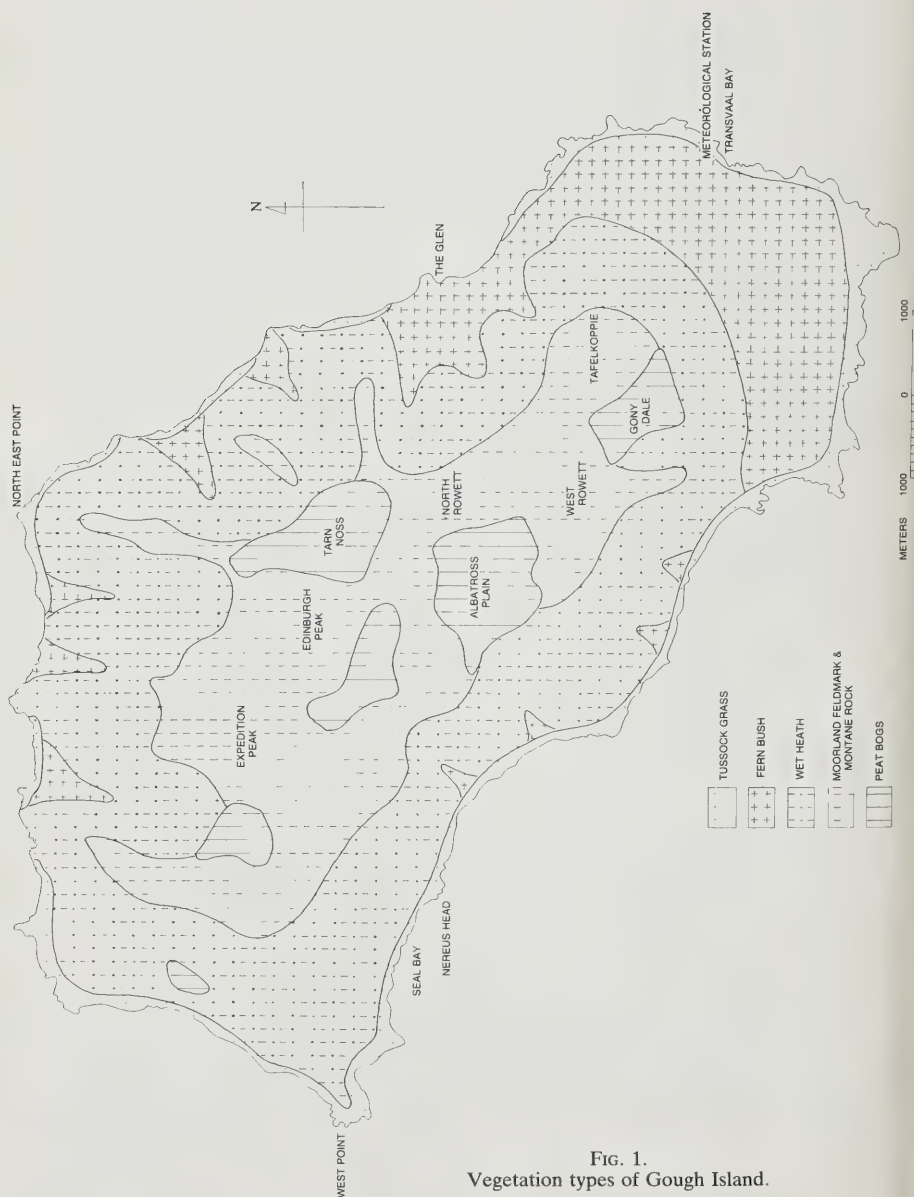 NORTH EAST POINT
N
THE GLEN
METEOROLOGICAL STATION
TRANSVAAL BAY
TARN
NOSS
NORTH
ROWETT
TAFELKOPPIE
GONY
DALE
WEST
ROWETT
ALBATROSS
PLAIN
EDINBURGH
PEAK
EXPEDITION
PEAK
SEAL BAY
NEREUS HEAD
WEST POINT
METERS 1000 0 1000
TUSSOCK GRASS
FERN BUSH
WET HEATH
MOORLAND FELDMARK &
MONTANE ROCK
PEAT BOGS
FIG. 1.
Vegetation types of Gough Island.